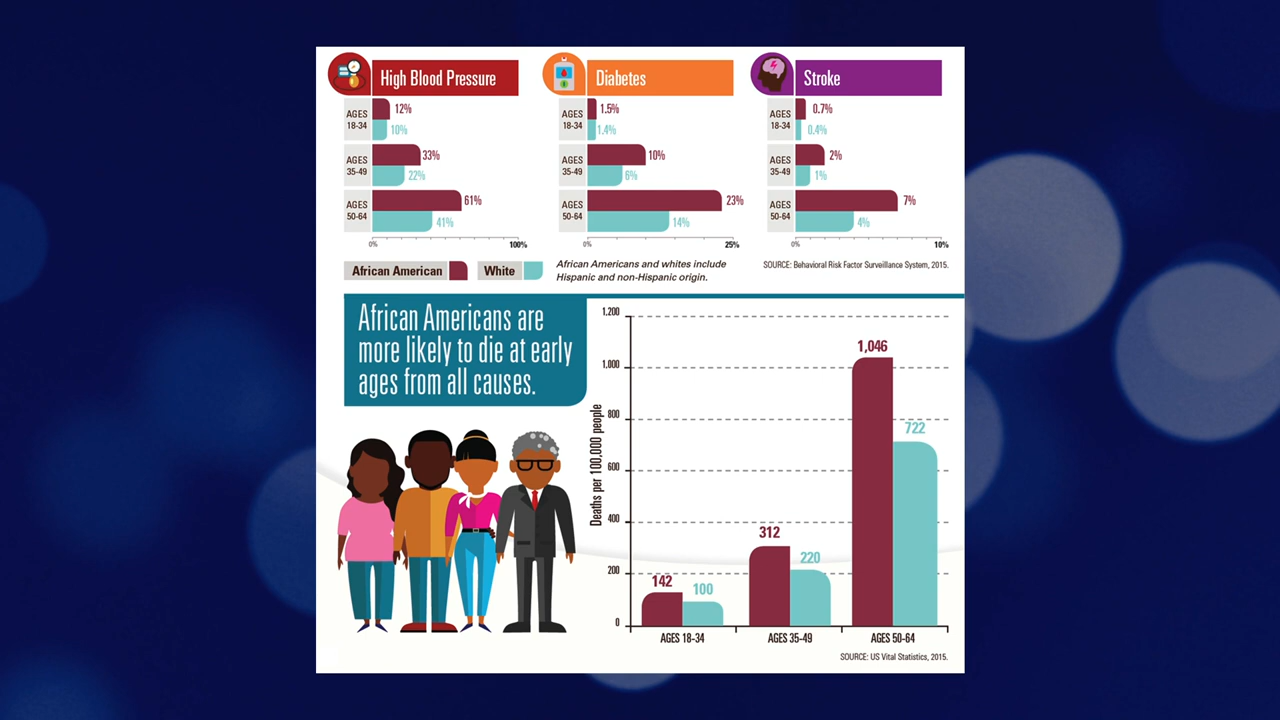 High Blood Pressure
AGES
18-34
12%
10%
AGES
35-49
33%
22%
AGES
50-64
61%
41%
0%
100%
Diabetes
AGES
18-34
1.5%
1.4%
AGES
35-49
10%
6%
AGES
50-64
23%
14%
0%
25%
Stroke
AGES
18-34
0.7%
0.4%
AGES
35-49
2%
1%
AGES
50-64
7%
4%
0%
10%
African American
White
African Americans and whites include
Hispanic and non-Hispanic origin.
SOURCE: Behavioral Risk Factor Surveillance System, 2015.
African Americans are
more likely to die at early
ages from all causes.
Deaths per 100,000 people
1,200
1,000
800
600
400
200
0
142
100
312
220
1,046
722
AGES 18-34
AGES 35-49
AGES 50-64
SOURCE: US Vital Statistics, 2015.